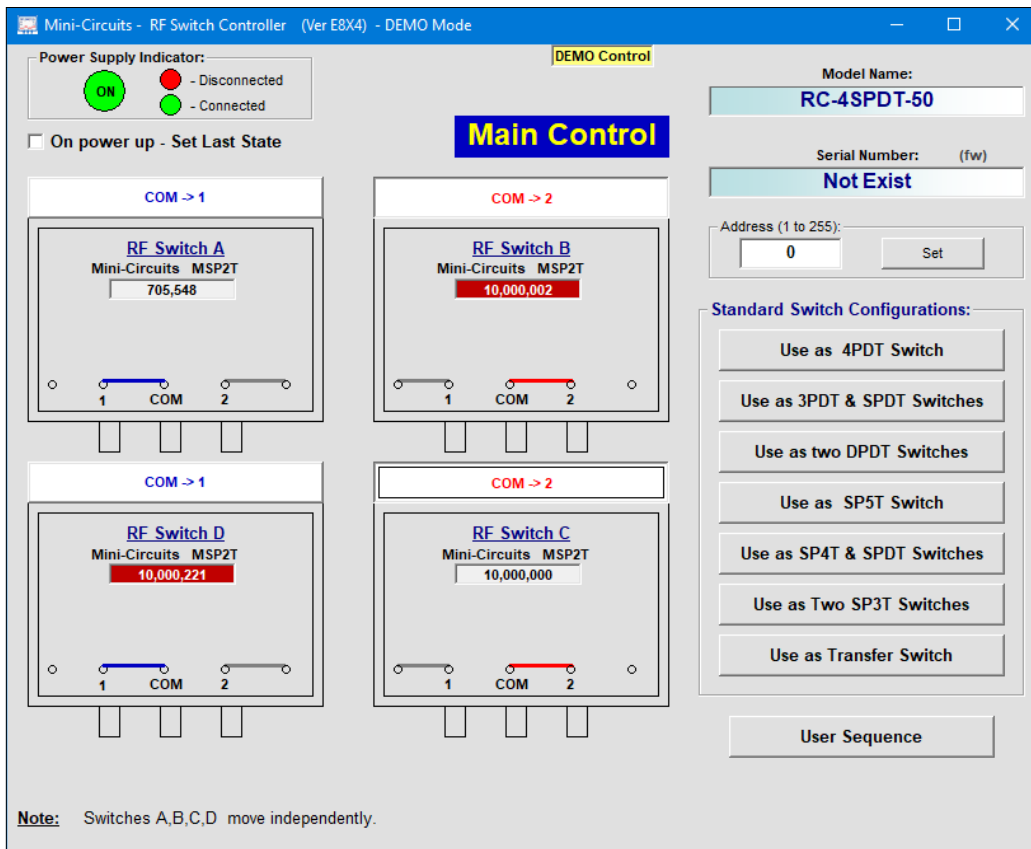 Mini-Circuits - RF Switch Controller (Ver E8X4) - DEMO Mode
Power Supply Indicator:
ON
- Disconnected
- Connected
DEMO Control
On power up - Set Last State
Main Control
Model Name:
RC-4SPDT-50
Serial Number: (fw)
Not Exist
Address (1 to 255):
0
Set
COM -> 1
RF Switch A
Mini-Circuits MSP2T
705,548
1 COM 2
COM -> 2
RF Switch B
Mini-Circuits MSP2T
10,000,002
1 COM 2
COM -> 1
RF Switch D
Mini-Circuits MSP2T
10,000,221
1 COM 2
COM -> 2
RF Switch C
Mini-Circuits MSP2T
10,000,000
1 COM 2
Standard Switch Configurations:
Use as 4PDT Switch
Use as 3PDT & SPDT Switches
Use as two DPDT Switches
Use as SP5T Switch
Use as SP4T & SPDT Switches
Use as Two SP3T Switches
Use as Transfer Switch
User Sequence
Note: Switches A,B,C,D move independently.